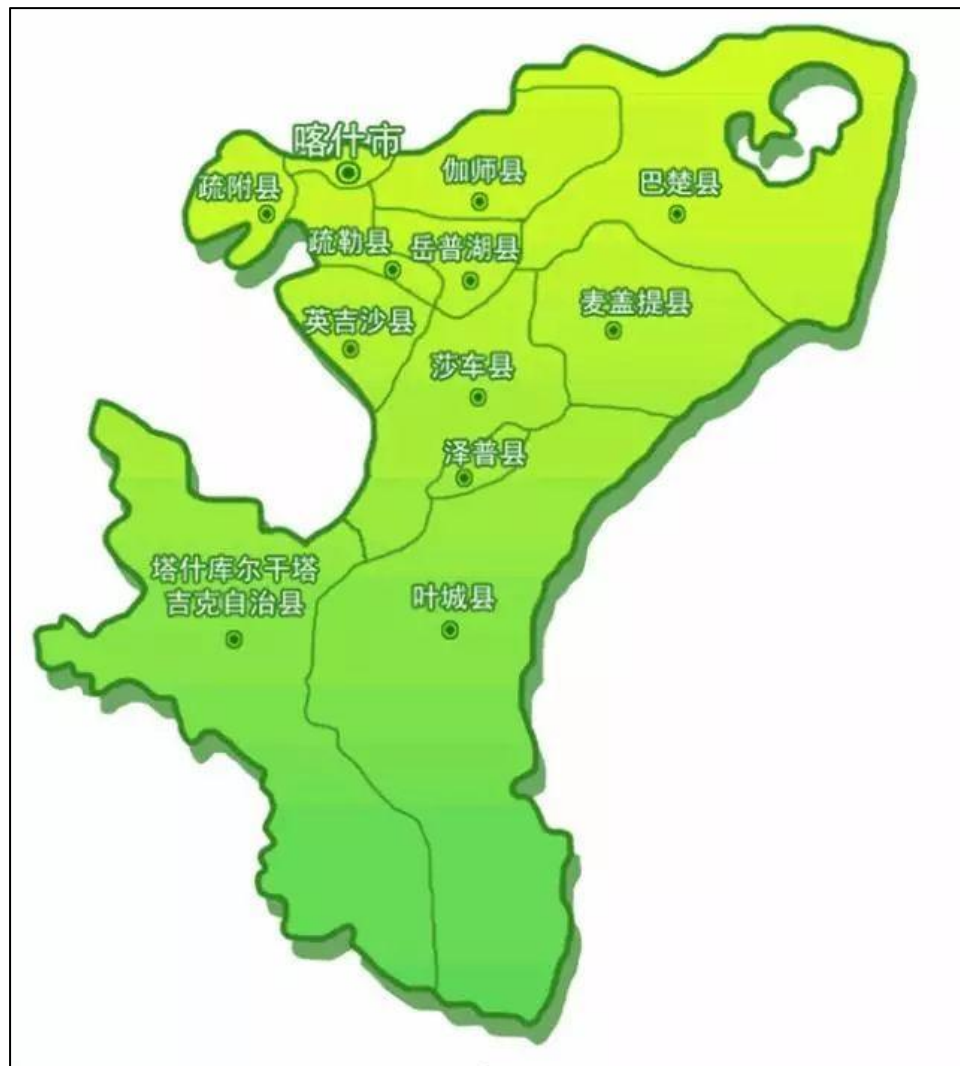 喀什市
伽师县
疏附县
巴楚县
疏勒县
岳普湖县
麦盖提县
英吉沙县
莎车县
泽普县
塔什库尔干塔
吉克自治县
叶城县